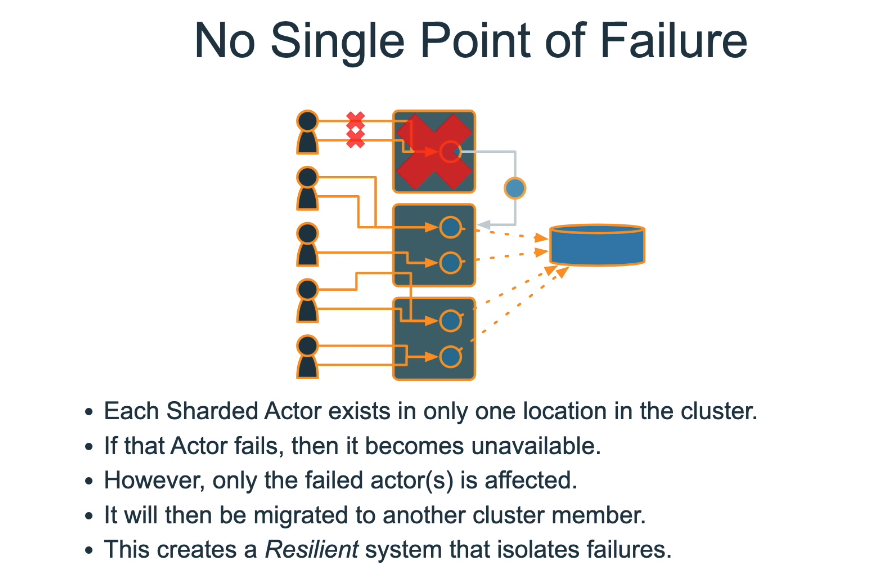 No Single Point of Failure
• Each Sharded Actor exists in only one location in the cluster.
• If that Actor fails, then it becomes unavailable.
• However, only the failed actor(s) is affected.
• It will then be migrated to another cluster member.
• This creates a Resilient system that isolates failures.